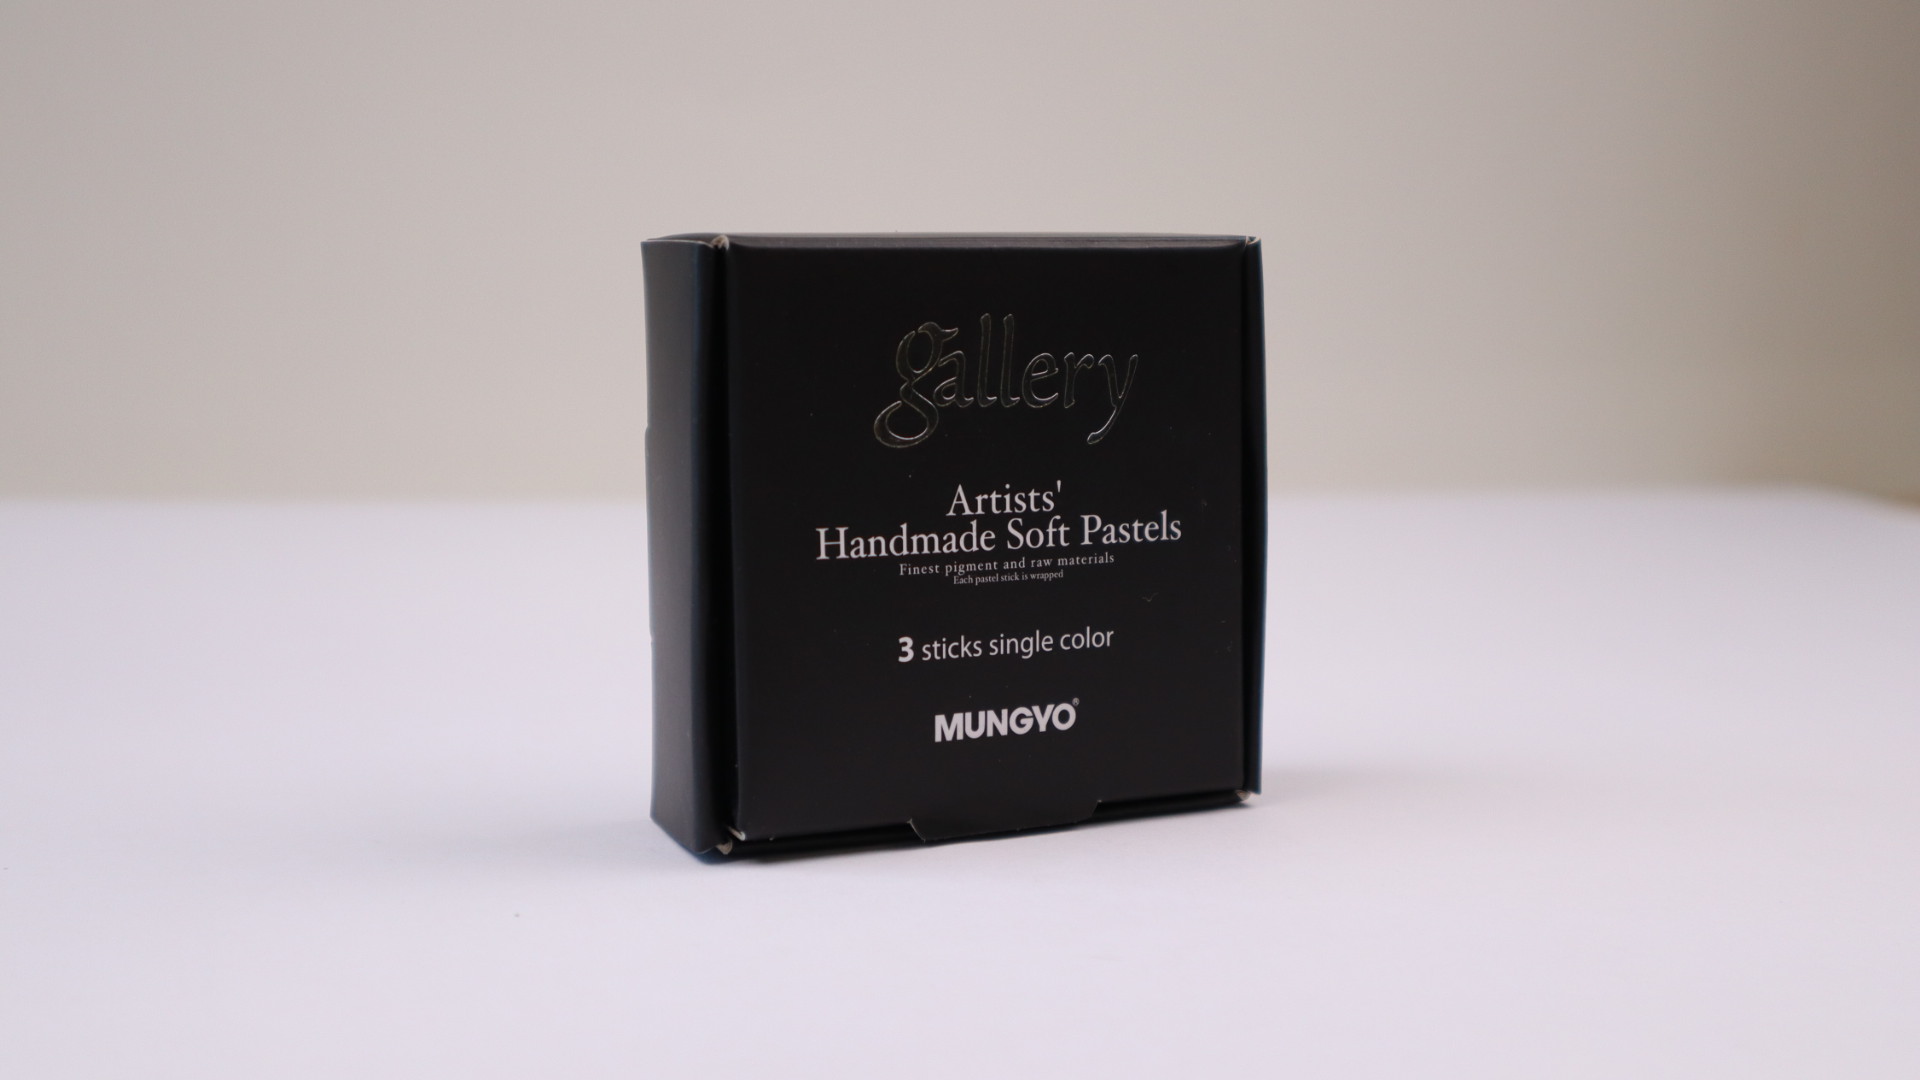 gallery
Artists'
Handmade Soft Pastels
Finest pigment and raw materials
Each pastel stick is wrapped
3 sticks single color
MUNGYO®